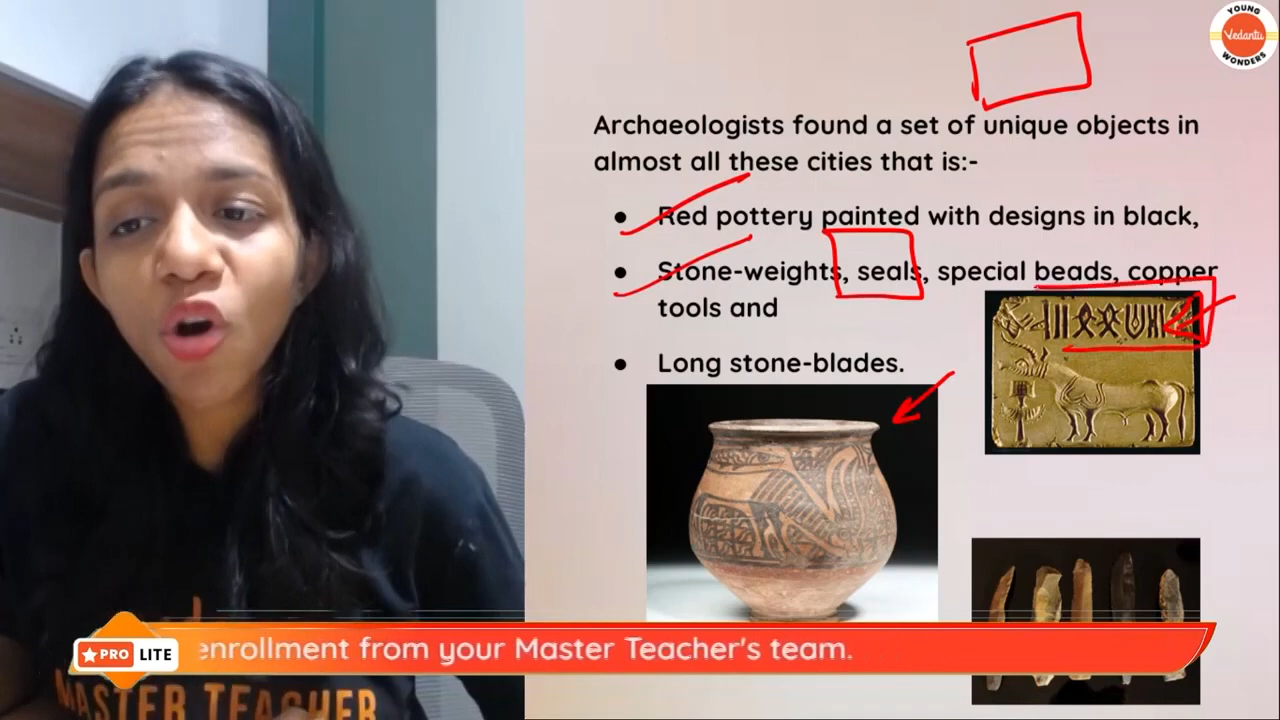 YOUNG
Vedantu
WONDERS
Archaeologists found a set of unique objects in
almost all these cities that is:-
● Red pottery painted with designs in black,
● Stone-weights, seals, special beads, copper
tools and
● Long stone-blades.
PRO LITE
enrollment from your Master Teacher's team.
MASTER TEACHER